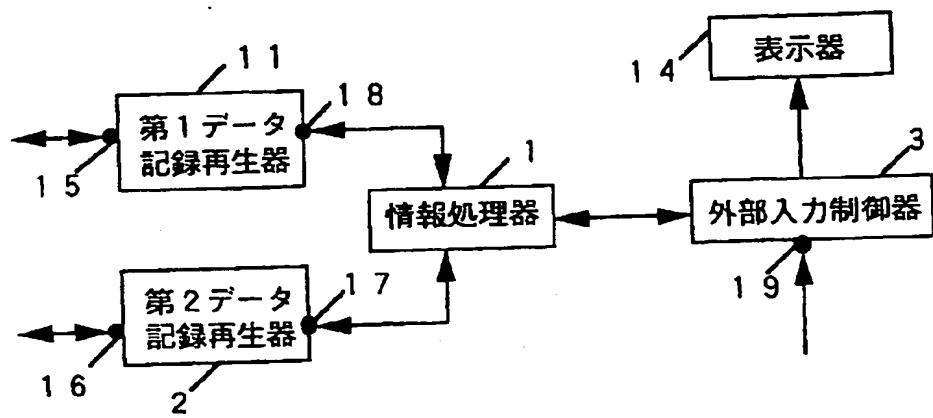 表示器
14
11
18
第1データ
記録再生器
15
1
3
情報処理器
外部入力制御器
17
19
第2データ
記録再生器
16
2